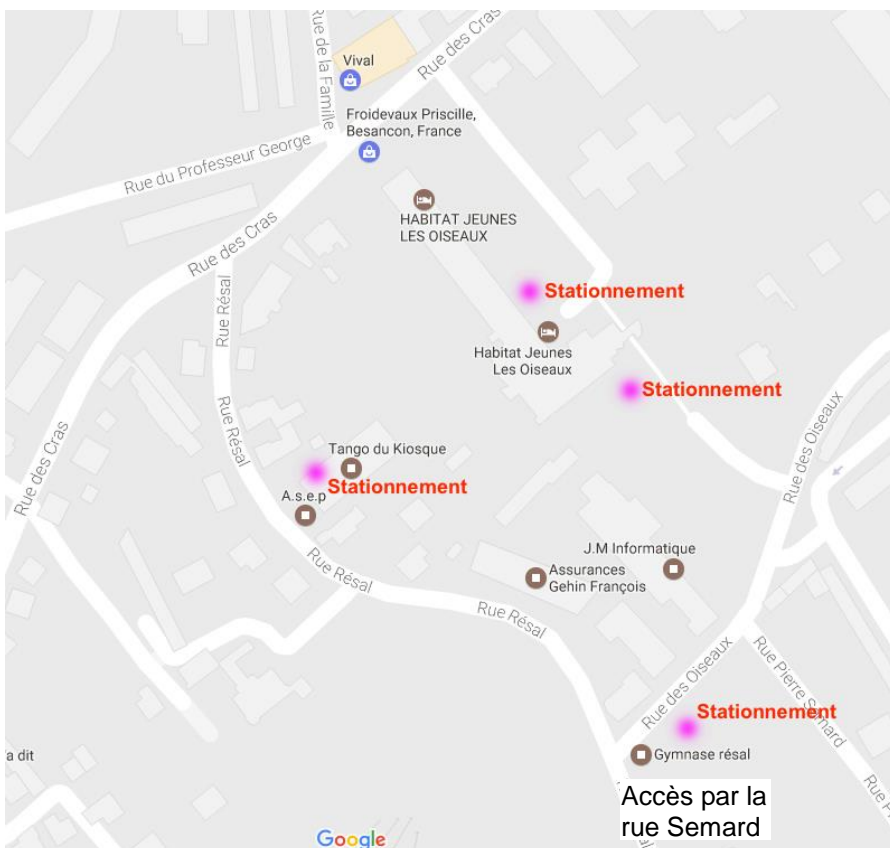 Rue de la Famille
Rue des Cras
Vival
Froidevaux Priscille,
Besancon, France
Rue du Professeur George
HABITAT JEUNES
LES OISEAUX
Rue des Cras
Rue Résal
Stationnement
Habitat Jeunes
Les Oiseaux
Stationnement
Rue des Oiseaux
Rue Résal
Rue des Cras
Tango du Kiosque
Stationnement
A.s.e.p
J.M Informatique
Assurances
Gehin François
Rue Résal
Rue Résal
Rue des Oiseaux
Rue Pierre Semard
Stationnement
Gymnase résal
a dit
Accès par la
rue Semard
Google